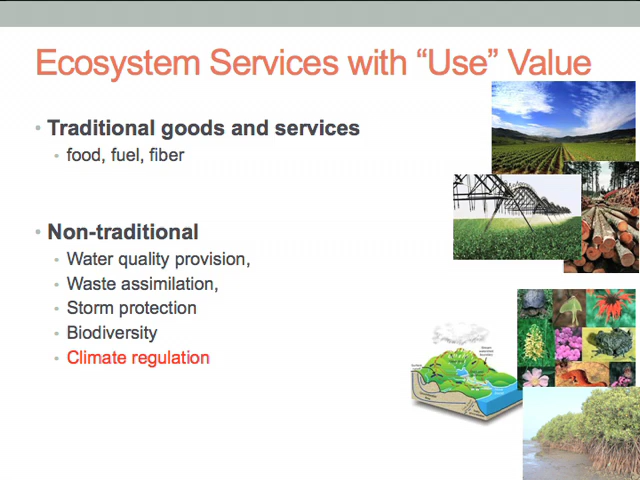 Ecosystem Services with “Use” Value
• Traditional goods and services
• food, fuel, fiber
• Non-traditional
• Water quality provision,
• Waste assimilation,
• Storm protection
• Biodiversity
• Climate regulation